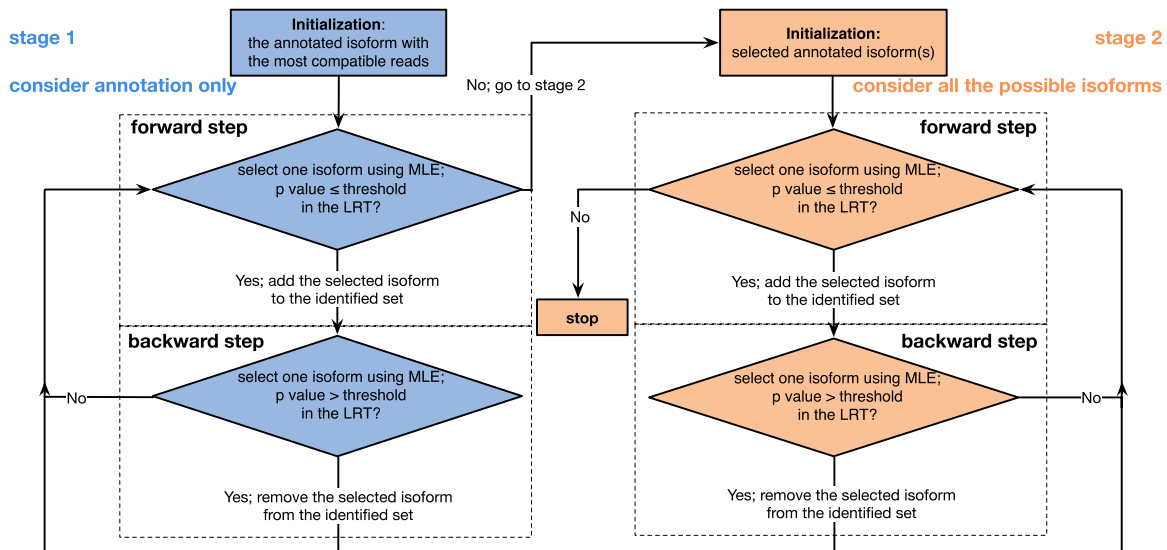 stage 1
consider annotation only
Initialization:
the annotated isoform with
the most compatible reads
No; go to stage 2
forward step
select one isoform using MLE;
p value ≤ threshold
in the LRT?
Yes; add the selected isoform
to the identified set
backward step
select one isoform using MLE;
p value > threshold
in the LRT?
No
Yes; remove the selected isoform
from the identified set
stage 2
consider all the possible isoforms
Initialization:
selected annotated isoform(s)
forward step
select one isoform using MLE;
p value ≤ threshold
in the LRT?
No
stop
Yes; add the selected isoform
to the identified set
backward step
select one isoform using MLE;
p value > threshold
in the LRT?
No
Yes; remove the selected isoform
from the identified set